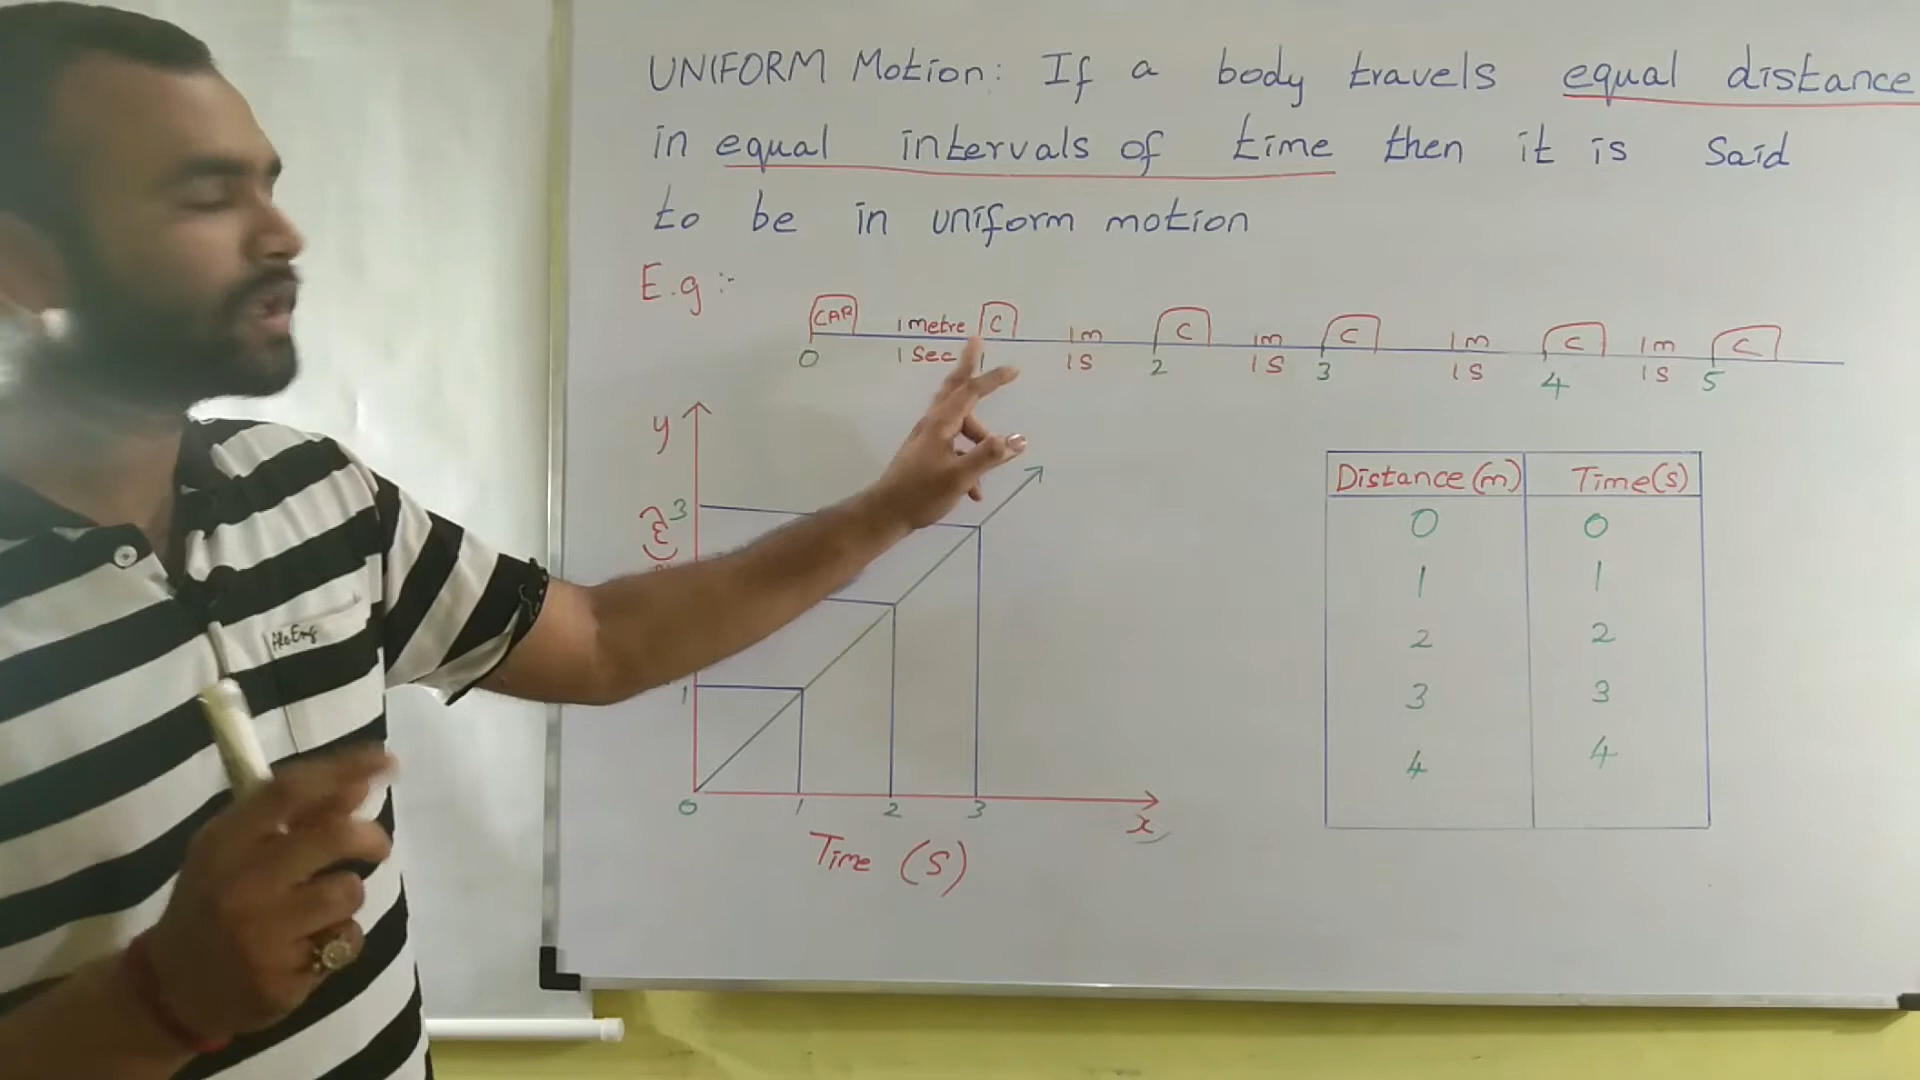 UNIFORM Motion: If a body travels equal distance
in equal intervals of time then it is said
to be in uniform motion
E.g :-
CAR 1metre C 1m C 1m C 1m C 1m C
0 1 Sec 1 1S 2 1S 3 1S 4 1S 5
y
3
(m)
1
0 1 2 3
x
Time (S)
Distance (m) Time(s)
0 0
1 1
2 2
3 3
4 4